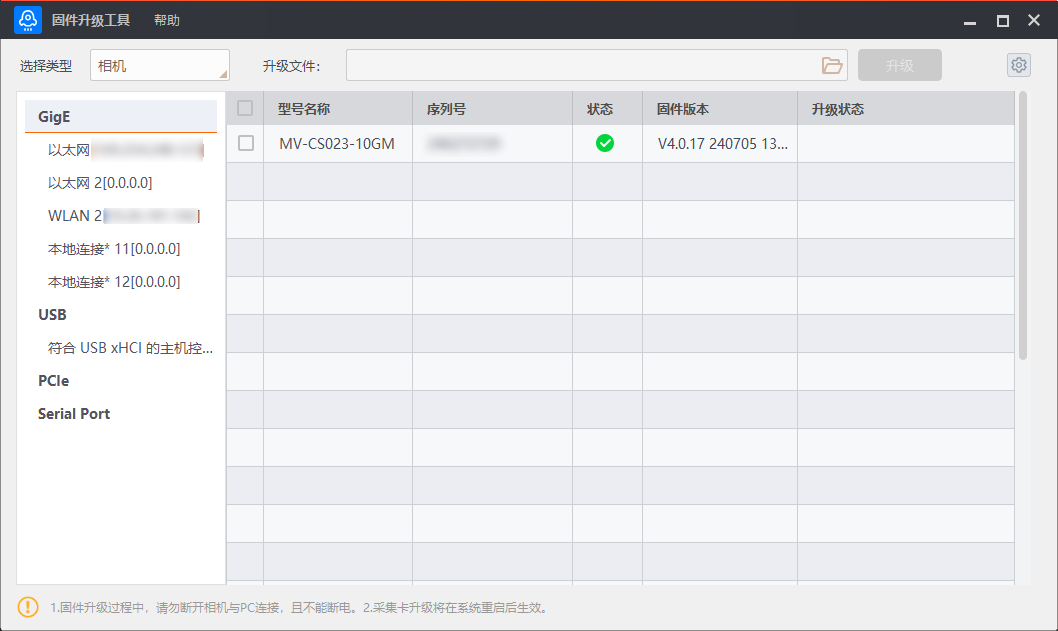 固件升级工具 帮助
选择类型 相机 升级文件： 升级
GigE
以太网
以太网 2[0.0.0.0]
WLAN 2
本地连接* 11[0.0.0.0]
本地连接* 12[0.0.0.0]
USB
符合 USB xHCI 的主机控...
PCIe
Serial Port
型号名称 序列号 状态 固件版本 升级状态
MV-CS023-10GM V4.0.17 240705 13...
1.固件升级过程中，请勿断开相机与PC连接，且不能断电。2.采集卡升级将在系统重启后生效。